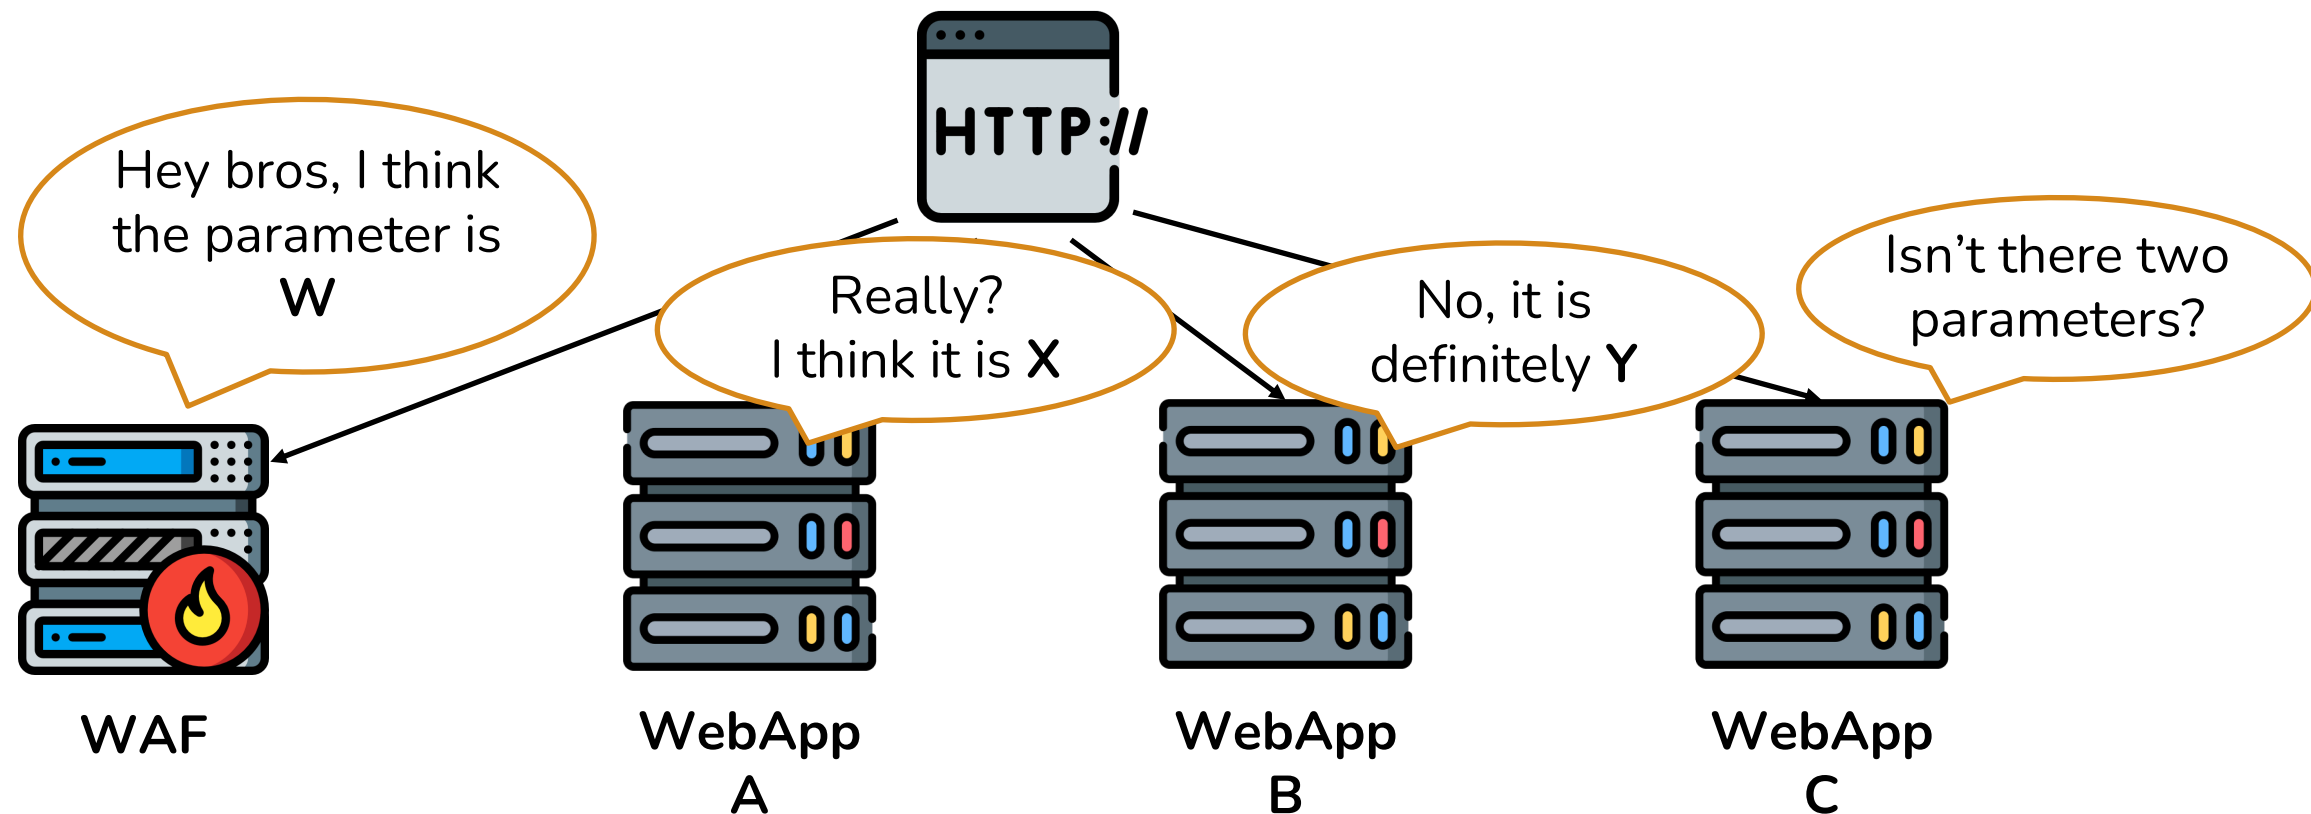 HTTP://
Hey bros, I think
the parameter is
W
Really?
I think it is X
No, it is
definitely Y
Isn’t there two
parameters?
WAF
WebApp
A
WebApp
B
WebApp
C